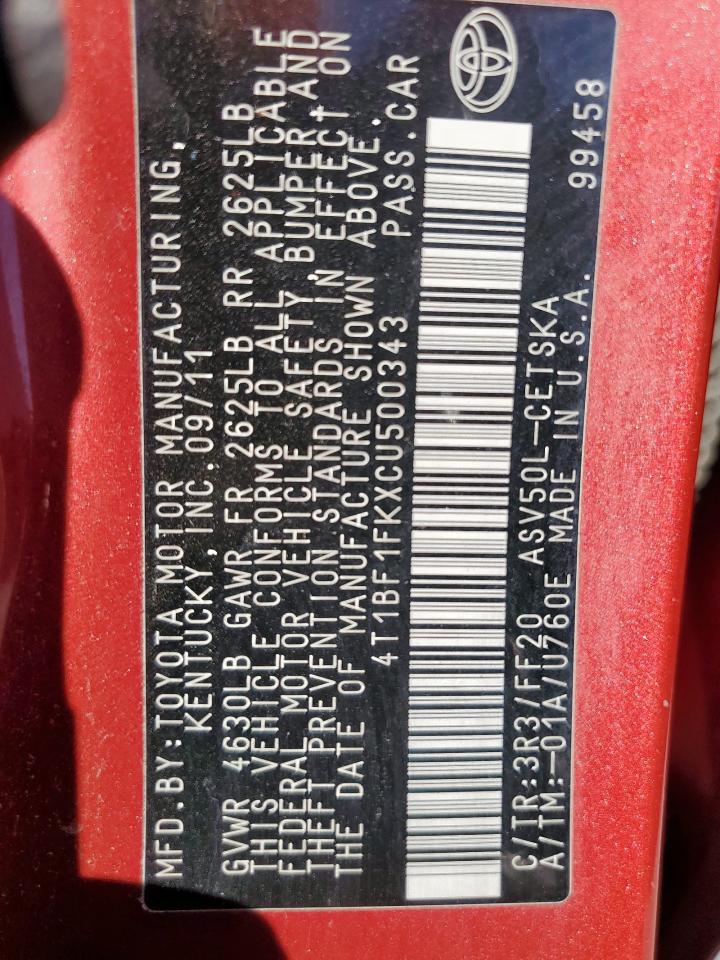 MFD.BY:TOYOTA MOTOR MANUFACTURING,
KENTUCKY, INC. 09/11
GVWR 4630LB GAWR FR 2625LB RR 2625LB
THIS VEHICLE CONFORMS TO ALL APPLICABLE
FEDERAL MOTOR VEHICLE SAFETY, BUMPER, AND
THEFT PREVENTION STANDARDS IN EFFECT ON
THE DATE OF MANUFACTURE SHOWN ABOVE.
4T1BF1FKXCU500343 PASS.CAR
C/TR:3R3/FF20 ASV50L-CETSKA
A/TM:-01A/U760E MADE IN U.S.A. 99458